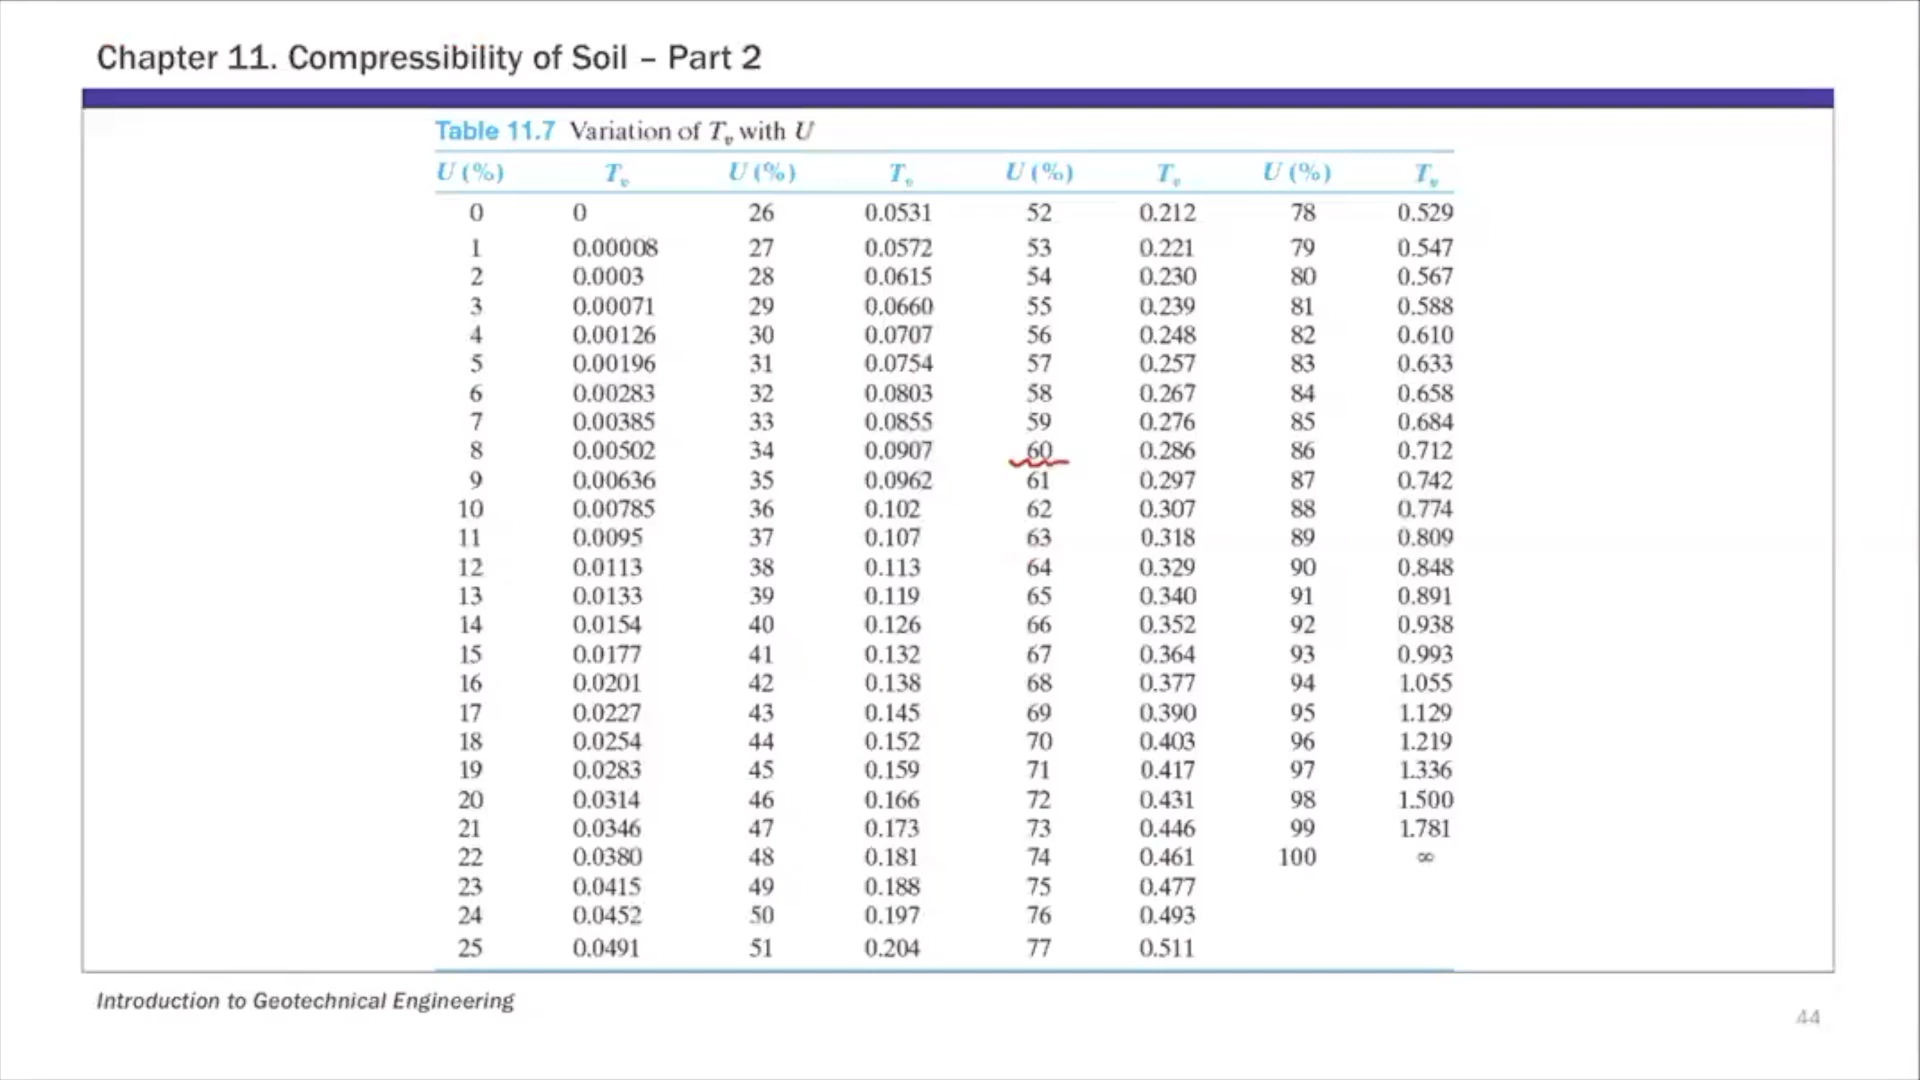 Chapter 11. Compressibility of Soil – Part 2
Table 11.7 Variation of Tv with U
U (%) Tv U (%) Tv U (%) Tv U (%) Tv
0 0 26 0.0531 52 0.212 78 0.529
1 0.00008 27 0.0572 53 0.221 79 0.547
2 0.0003 28 0.0615 54 0.230 80 0.567
3 0.00071 29 0.0660 55 0.239 81 0.588
4 0.00126 30 0.0707 56 0.248 82 0.610
5 0.00196 31 0.0754 57 0.257 83 0.633
6 0.00283 32 0.0803 58 0.267 84 0.658
7 0.00385 33 0.0855 59 0.276 85 0.684
8 0.00502 34 0.0907 60 0.286 86 0.712
9 0.00636 35 0.0962 61 0.297 87 0.742
10 0.00785 36 0.102 62 0.307 88 0.774
11 0.0095 37 0.107 63 0.318 89 0.809
12 0.0113 38 0.113 64 0.329 90 0.848
13 0.0133 39 0.119 65 0.340 91 0.891
14 0.0154 40 0.126 66 0.352 92 0.938
15 0.0177 41 0.132 67 0.364 93 0.993
16 0.0201 42 0.138 68 0.377 94 1.055
17 0.0227 43 0.145 69 0.390 95 1.129
18 0.0254 44 0.152 70 0.403 96 1.219
19 0.0283 45 0.159 71 0.417 97 1.336
20 0.0314 46 0.166 72 0.431 98 1.500
21 0.0346 47 0.173 73 0.446 99 1.781
22 0.0380 48 0.181 74 0.461 100 ∞
23 0.0415 49 0.188 75 0.477
24 0.0452 50 0.197 76 0.493
25 0.0491 51 0.204 77 0.511
Introduction to Geotechnical Engineering
44